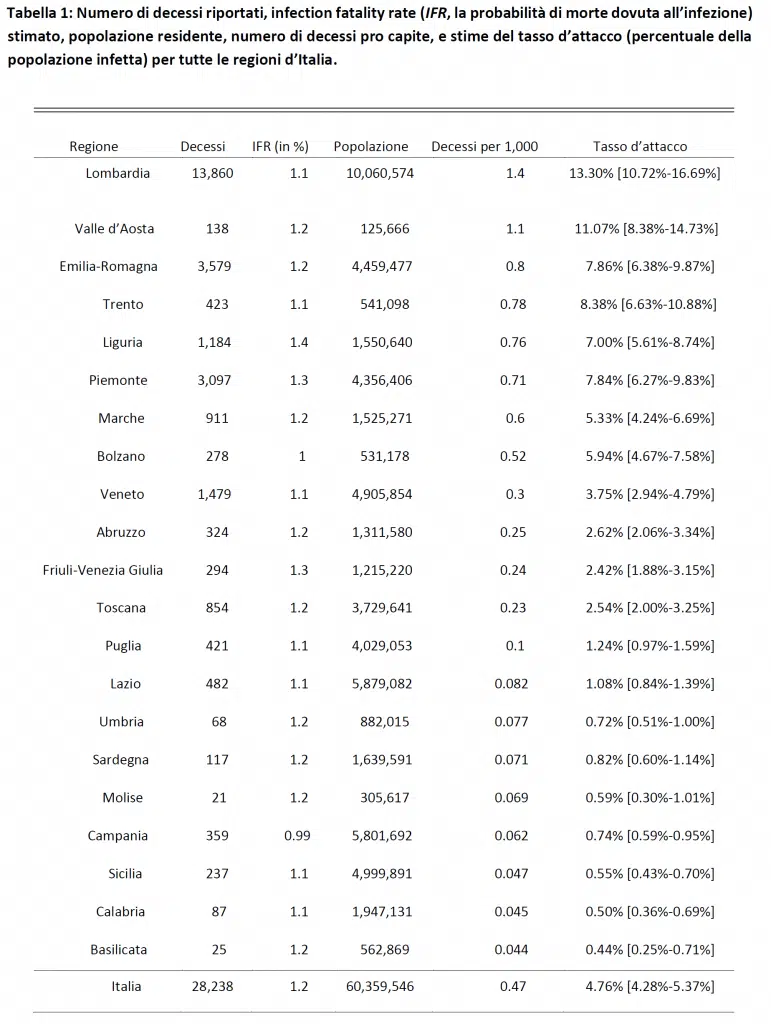 Tabella 1: Numero di decessi riportati, infection fatality rate (IFR, la probabilità di morte dovuta all’infezione)
stimato, popolazione residente, numero di decessi pro capite, e stime del tasso d’attacco (percentuale della
popolazione infetta) per tutte le regioni d’Italia.
Regione Decessi IFR (in %) Popolazione Decessi per 1,000 Tasso d’attacco
Lombardia 13,860 1.1 10,060,574 1.4 13.30% [10.72%-16.69%]
Valle d’Aosta 138 1.2 125,666 1.1 11.07% [8.38%-14.73%]
Emilia-Romagna 3,579 1.2 4,459,477 0.8 7.86% [6.38%-9.87%]
Trento 423 1.1 541,098 0.78 8.38% [6.63%-10.88%]
Liguria 1,184 1.4 1,550,640 0.76 7.00% [5.61%-8.74%]
Piemonte 3,097 1.3 4,356,406 0.71 7.84% [6.27%-9.83%]
Marche 911 1.2 1,525,271 0.6 5.33% [4.24%-6.69%]
Bolzano 278 1 531,178 0.52 5.94% [4.67%-7.58%]
Veneto 1,479 1.1 4,905,854 0.3 3.75% [2.94%-4.79%]
Abruzzo 324 1.2 1,311,580 0.25 2.62% [2.06%-3.34%]
Friuli-Venezia Giulia 294 1.3 1,215,220 0.24 2.42% [1.88%-3.15%]
Toscana 854 1.2 3,729,641 0.23 2.54% [2.00%-3.25%]
Puglia 421 1.1 4,029,053 0.1 1.24% [0.97%-1.59%]
Lazio 482 1.1 5,879,082 0.082 1.08% [0.84%-1.39%]
Umbria 68 1.2 882,015 0.077 0.72% [0.51%-1.00%]
Sardegna 117 1.2 1,639,591 0.071 0.82% [0.60%-1.14%]
Molise 21 1.2 305,617 0.069 0.59% [0.30%-1.01%]
Campania 359 0.99 5,801,692 0.062 0.74% [0.59%-0.95%]
Sicilia 237 1.1 4,999,891 0.047 0.55% [0.43%-0.70%]
Calabria 87 1.1 1,947,131 0.045 0.50% [0.36%-0.69%]
Basilicata 25 1.2 562,869 0.044 0.44% [0.25%-0.71%]
Italia 28,238 1.2 60,359,546 0.47 4.76% [4.28%-5.37%]